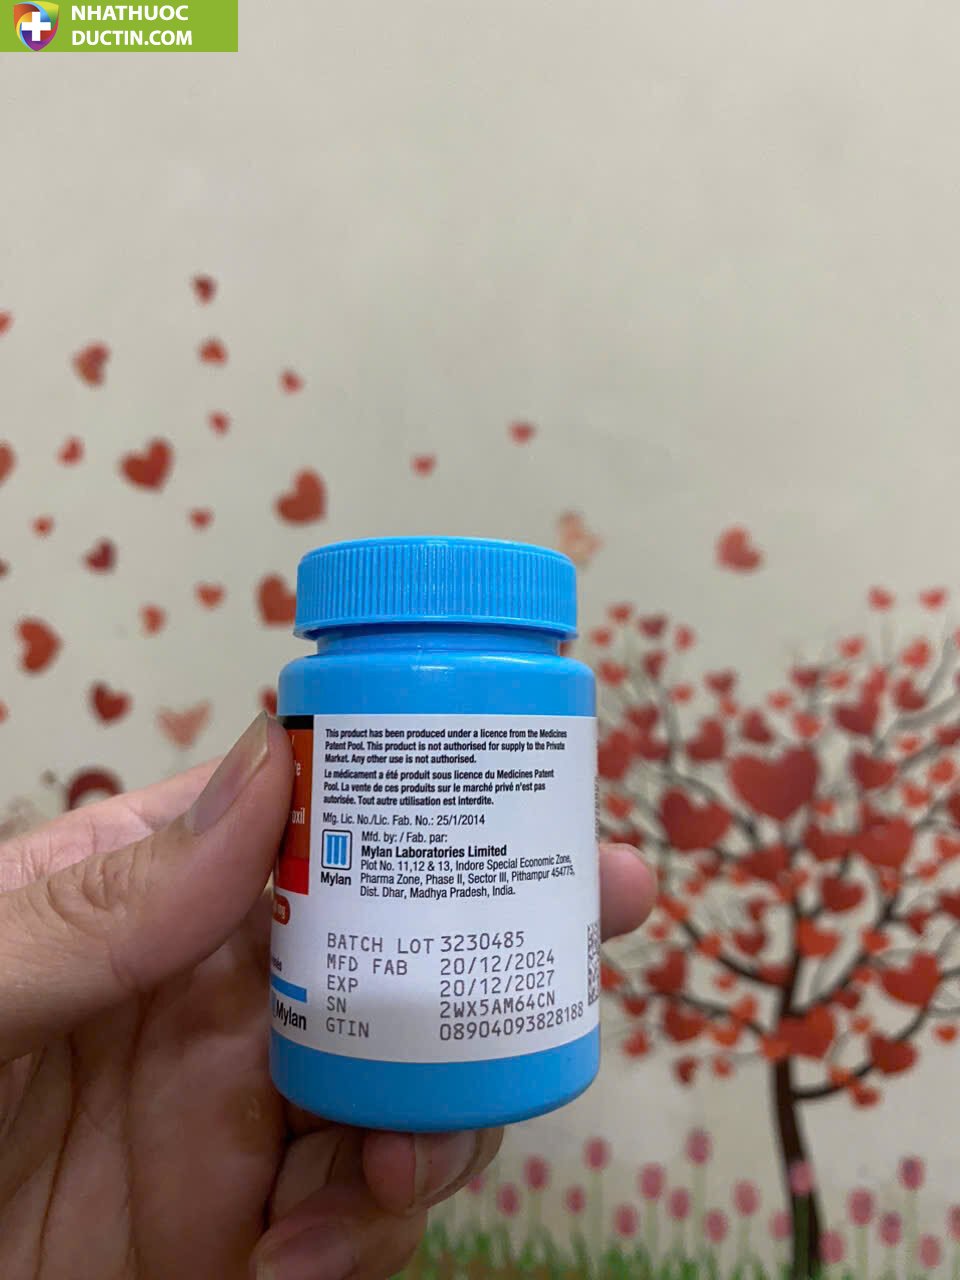 NHATHUOC
DUCTIN.COM
This product has been produced under a licence from the Medicines
Patent Pool. This product is not authorised for supply to the Private
Market. Any other use is not authorised.
Le médicament a été produit sous licence du Medicines Patent
Pool. La vente de ces produits sur le marché privé n'est pas
autorisée. Tout autre utilisation est interdite.
Mfg. Lic. No./Lic. Fab. No.: 25/1/2014
Mfd. by: / Fab. par:
Mylan Laboratories Limited
Plot No. 11,12 & 13, Indore Special Economic Zone,
Pharma Zone, Phase II, Sector III, Pithampur 454775,
Dist. Dhar, Madhya Pradesh, India.
Mylan
BATCH LOT 3230485
MFD FAB 20/12/2024
EXP 20/12/2027
SN 2WX5AM64CN
GTIN 08904093828188
oxil
mg
Mylan